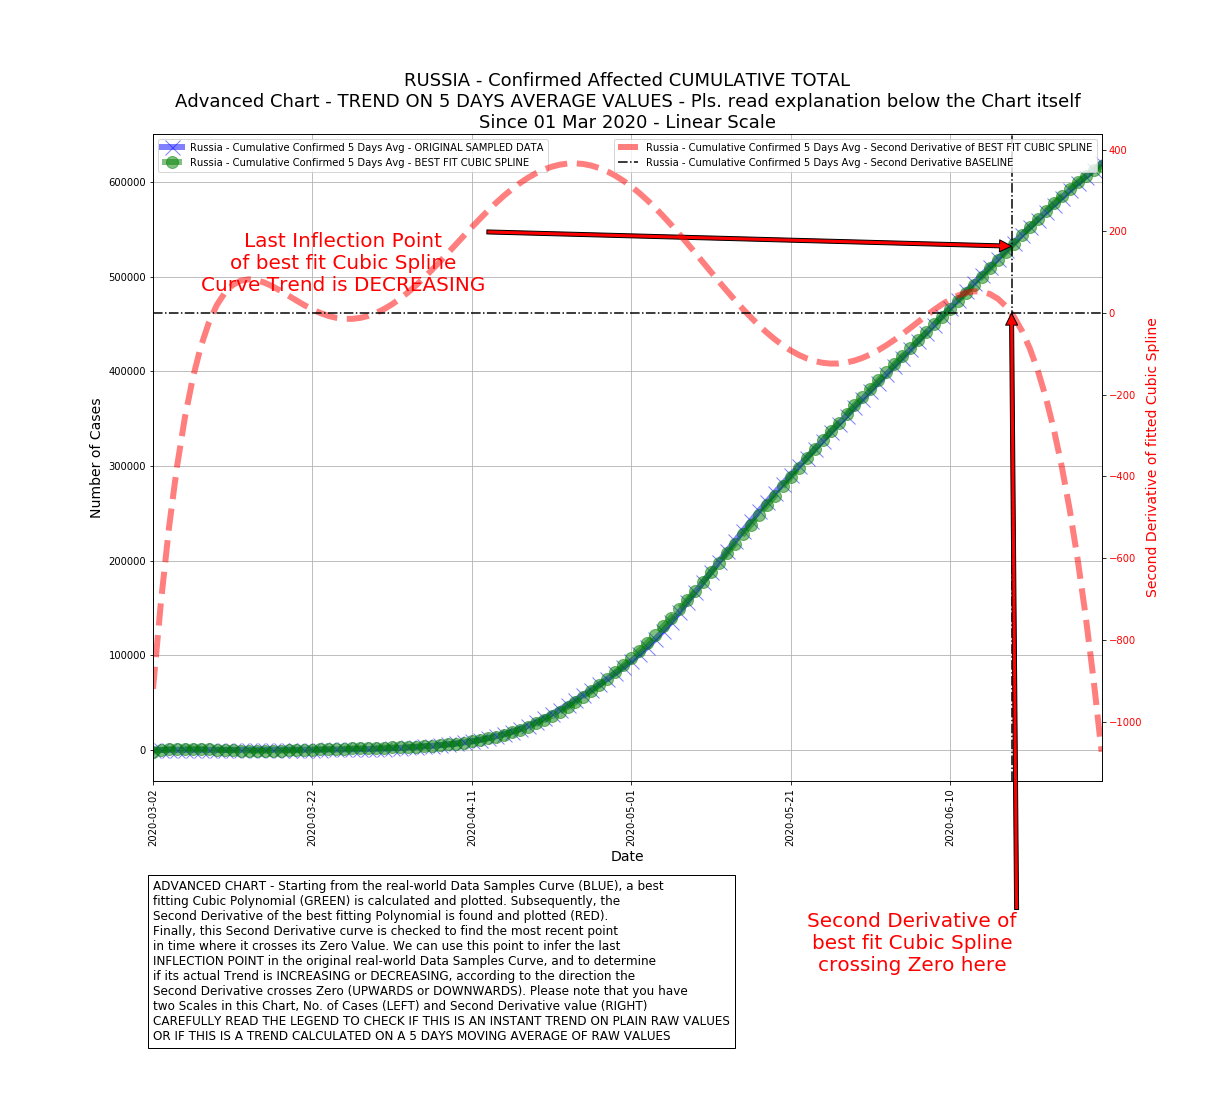 RUSSIA - Confirmed Affected CUMULATIVE TOTAL
Advanced Chart - TREND ON 5 DAYS AVERAGE VALUES - Pls. read explanation below the Chart itself
Since 01 Mar 2020 - Linear Scale
Russia - Cumulative Confirmed 5 Days Avg - ORIGINAL SAMPLED DATA
Russia - Cumulative Confirmed 5 Days Avg - BEST FIT CUBIC SPLINE
Russia - Cumulative Confirmed 5 Days Avg - Second Derivative of BEST FIT CUBIC SPLINE
Russia - Cumulative Confirmed 5 Days Avg - Second Derivative BASELINE
Last Inflection Point
of best fit Cubic Spline
Curve Trend is DECREASING
Number of Cases
600000
500000
400000
300000
200000
100000
0
400
200
0
−200
−400
−600
−800
−1000
Second Derivative of fitted Cubic Spline
2020-03-02
2020-03-22
2020-04-11
2020-05-01
2020-05-21
2020-06-10
Date
ADVANCED CHART - Starting from the real-world Data Samples Curve (BLUE), a best
fitting Cubic Polynomial (GREEN) is calculated and plotted. Subsequently, the
Second Derivative of the best fitting Polynomial is found and plotted (RED).
Finally, this Second Derivative curve is checked to find the most recent point
in time where it crosses its Zero Value. We can use this point to infer the last
INFLECTION POINT in the original real-world Data Samples Curve, and to determine
if its actual Trend is INCREASING or DECREASING, according to the direction the
Second Derivative crosses Zero (UPWARDS or DOWNWARDS). Please note that you have
two Scales in this Chart, No. of Cases (LEFT) and Second Derivative value (RIGHT)
CAREFULLY READ THE LEGEND TO CHECK IF THIS IS AN INSTANT TREND ON PLAIN RAW VALUES
OR IF THIS IS A TREND CALCULATED ON A 5 DAYS MOVING AVERAGE OF RAW VALUES
Second Derivative of
best fit Cubic Spline
crossing Zero here